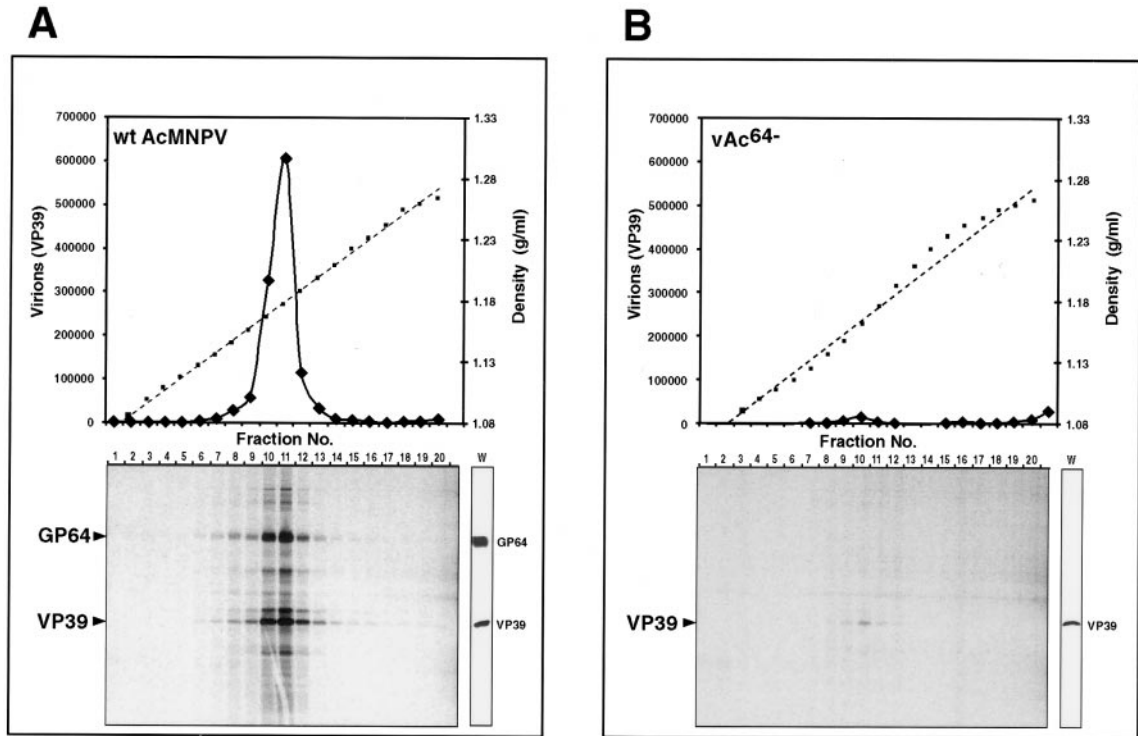 A
wt AcMNPV
Virions (VP39)
700000
600000
500000
400000
300000
200000
100000
0
1.33
1.28
1.23
1.18
1.13
1.08
Density (g/ml)
Fraction No.
1 2 3 4 5 6 7 8 9 10 11 12 13 14 15 16 17 18 19 20 W
GP64
VP39
GP64
VP39
B
vAc64-
Virions (VP39)
700000
600000
500000
400000
300000
200000
100000
0
1.33
1.28
1.23
1.18
1.13
1.08
Density (g/ml)
Fraction No.
1 2 3 4 5 6 7 8 9 10 11 12 13 14 15 16 17 18 19 20 W
VP39
VP39